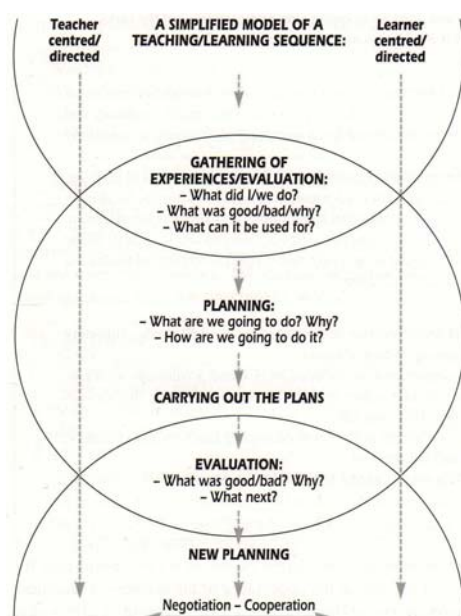 Teacher
centred/
directed
A SIMPLIFIED MODEL OF A
TEACHING/LEARNING SEQUENCE:
Learner
centred/
directed
GATHERING OF
EXPERIENCES/EVALUATION:
– What did I/we do?
– What was good/bad/why?
– What can it be used for?
PLANNING:
– What are we going to do? Why?
– How are we going to do it?
CARRYING OUT THE PLANS
EVALUATION:
– What was good/bad? Why?
– What next?
NEW PLANNING
Negotiation – Cooperation